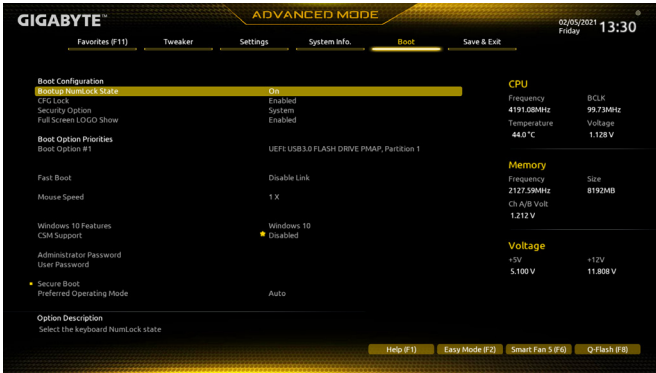 GIGABYTE™
ADVANCED MODE
02/05/2021 Friday 13:30
Favorites (F11) Tweaker Settings System Info. Boot Save & Exit
Boot Configuration
Bootup NumLock State On
CFG Lock Enabled
Security Option System
Full Screen LOGO Show Enabled
Boot Option Priorities
Boot Option #1 UEFI: USB3.0 FLASH DRIVE PMAP, Partition 1
Fast Boot Disable Link
Mouse Speed 1 X
Windows 10 Features Windows 10
CSM Support Disabled
Administrator Password
User Password
Secure Boot
Preferred Operating Mode Auto
CPU
Frequency BCLK
4191.08MHz 99.73MHz
Temperature Voltage
44.0 °C 1.128 V
Memory
Frequency Size
2127.59MHz 8192MB
Ch A/B Volt
1.212 V
Voltage
+5V +12V
5.100 V 11.808 V
Option Description
Select the keyboard NumLock state
Help (F1) Easy Mode (F2) Smart Fan 5 (F6) Q-Flash (F8)